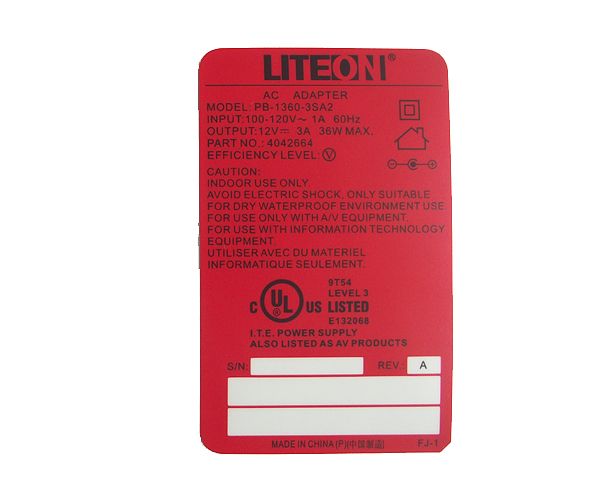 LITEON®
AC ADAPTER
MODEL: PB-1360-3SA2
INPUT:100-120V~ 1A 60Hz
OUTPUT:12V⎓ 3A 36W MAX.
PART NO.: 4042664
EFFICIENCY LEVEL: Ⓥ
CAUTION:
INDOOR USE ONLY
AVOID ELECTRIC SHOCK, ONLY SUITABLE
FOR DRY WATERPROOF ENVIRONMENT USE
FOR USE ONLY WITH A/V EQUIPMENT.
FOR USE WITH INFORMATION TECHNOLOGY
EQUIPMENT.
UTILISER AVEC DU MATERIEL
INFORMATIQUE SEULEMENT.
C UL US LISTED
9T54
LEVEL 3
E132068
I.T.E. POWER SUPPLY
ALSO LISTED AS AV PRODUCTS
S/N: REV.: A
MADE IN CHINA (P)(中国制造) FJ-1